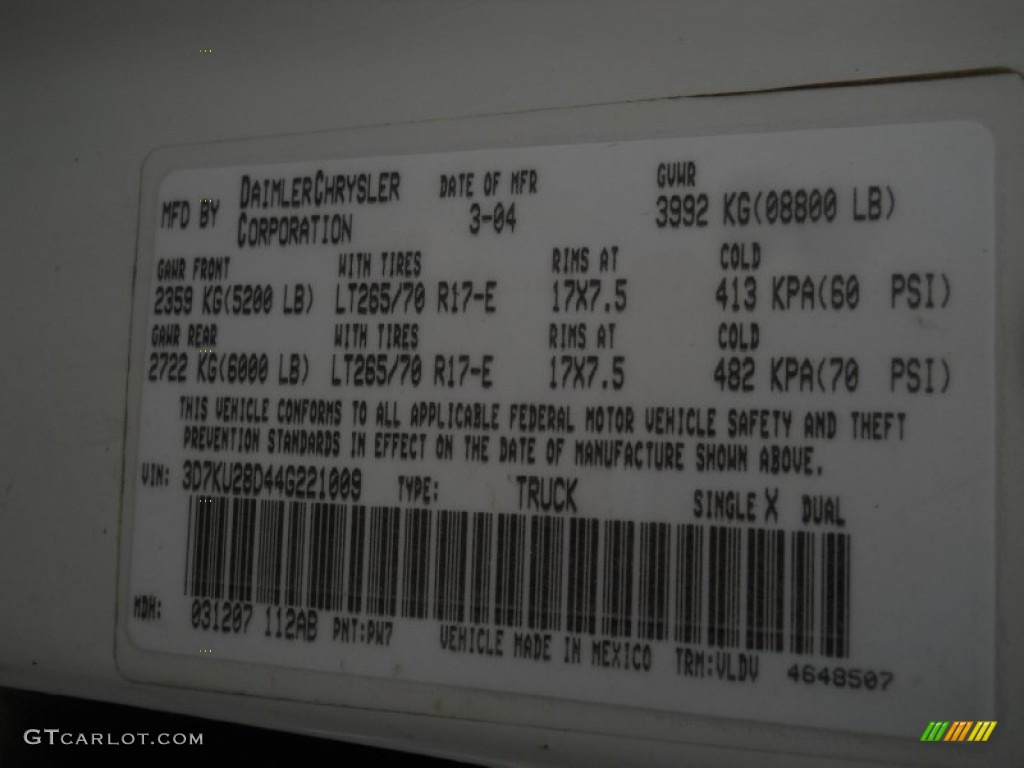 MFD BY DAIMLERCHRYSLER CORPORATION DATE OF MFR 3-04 GVWR 3992 KG(08800 LB)
GAWR FRONT WITH TIRES RIMS AT COLD
2359 KG(5200 LB) LT265/70 R17-E 17X7.5 413 KPA(60 PSI)
GAWR REAR WITH TIRES RIMS AT COLD
2722 KG(6000 LB) LT265/70 R17-E 17X7.5 482 KPA(70 PSI)
THIS VEHICLE CONFORMS TO ALL APPLICABLE FEDERAL MOTOR VEHICLE SAFETY AND THEFT
PREVENTION STANDARDS IN EFFECT ON THE DATE OF MANUFACTURE SHOWN ABOVE.
VIN: 3D7KU28D44G221009 TYPE: TRUCK SINGLE X DUAL
MDH: 031207 112AB PNT:PW7 VEHICLE MADE IN MEXICO TRM:VLDV 4648507
GTCARLOT.COM